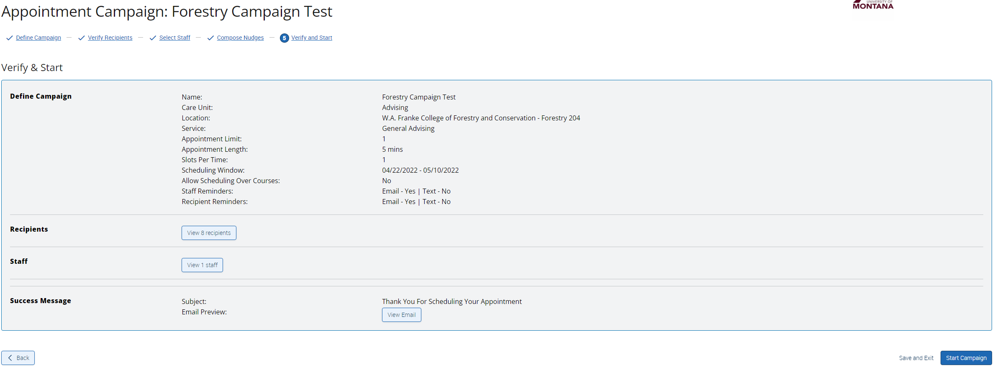 UNIVERSITY OF
MONTANA
Appointment Campaign: Forestry Campaign Test
Define Campaign — Verify Recipients — Select Staff — Compose Nudges — 5 Verify and Start
Verify & Start
Define Campaign
Name: Forestry Campaign Test
Care Unit: Advising
Location: W.A. Franke College of Forestry and Conservation - Forestry 204
Service: General Advising
Appointment Limit: 1
Appointment Length: 5 mins
Slots Per Time: 1
Scheduling Window: 04/22/2022 - 05/10/2022
Allow Scheduling Over Courses: No
Staff Reminders: Email - Yes | Text - No
Recipient Reminders: Email - Yes | Text - No
Recipients View 8 recipients
Staff View 1 staff
Success Message
Subject: Thank You For Scheduling Your Appointment
Email Preview: View Email
Back Save and Exit Start Campaign